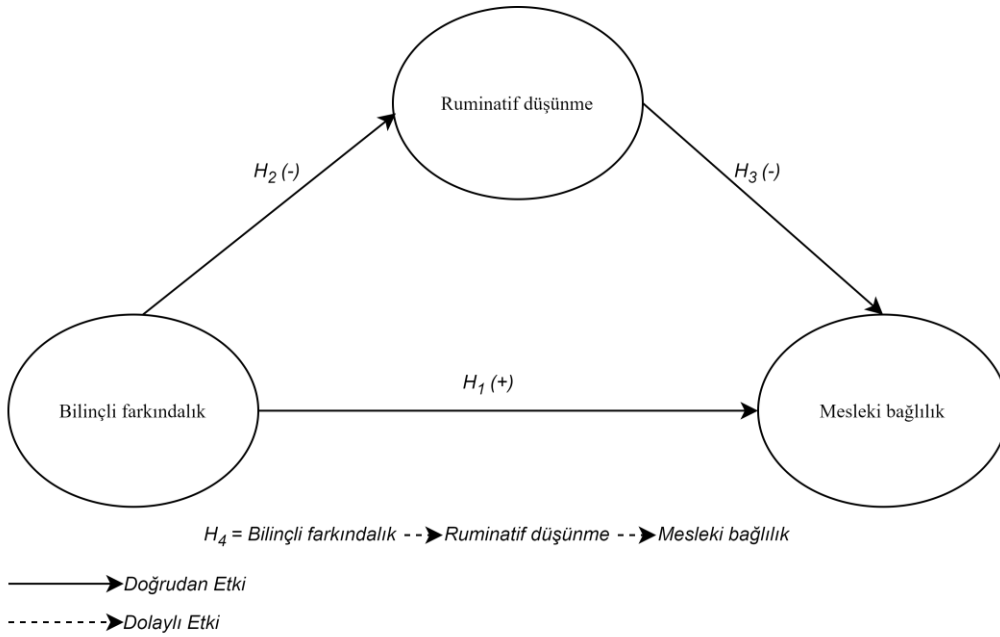 Ruminatif düşünme
H₂ (-)
H₃ (-)
H₁ (+)
Bilinçli farkındalık
Mesleki bağlılık
H₄ = Bilinçli farkındalık Ruminatif düşünme Mesleki bağlılık
Doğrudan Etki
Dolaylı Etki